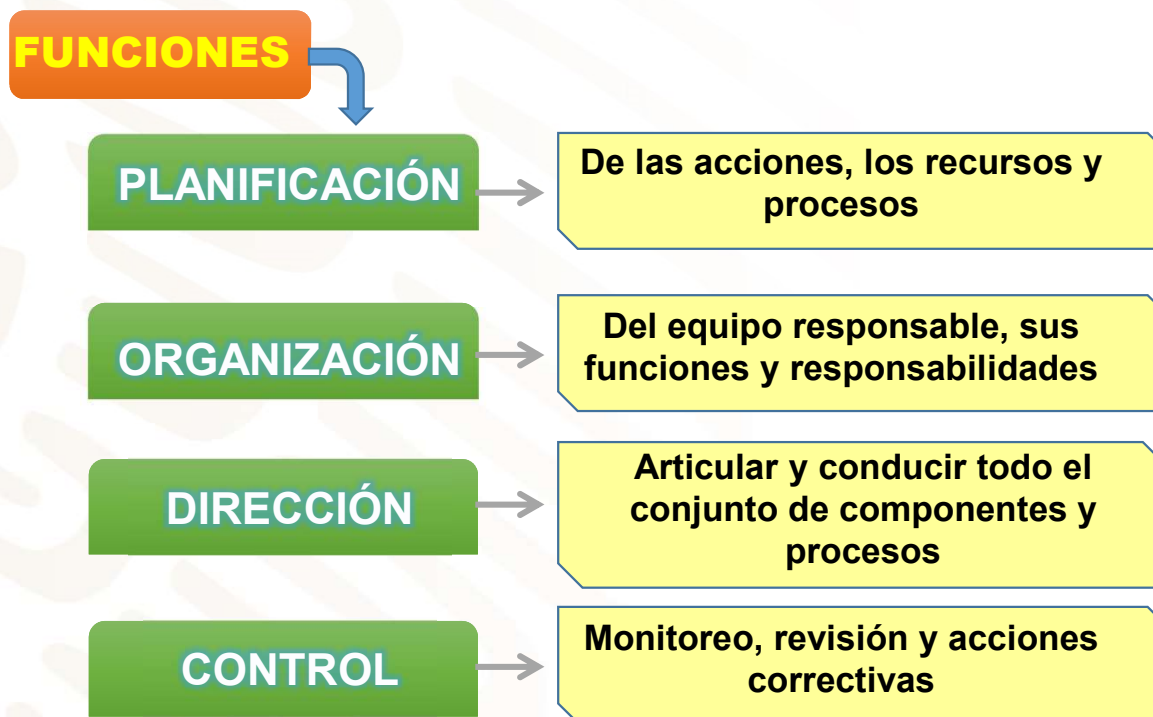 FUNCIONES
PLANIFICACIÓN
De las acciones, los recursos y
procesos
ORGANIZACIÓN
Del equipo responsable, sus
funciones y responsabilidades
DIRECCIÓN
Articular y conducir todo el
conjunto de componentes y
procesos
CONTROL
Monitoreo, revisión y acciones
correctivas